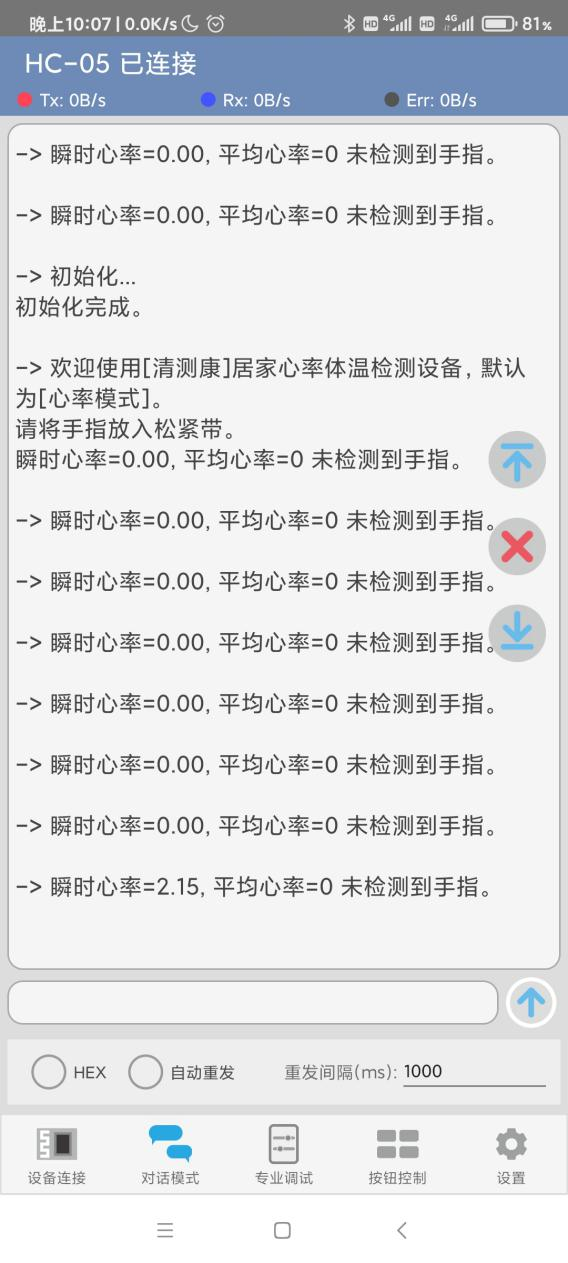 晚上10:07 | 0.0K/s HD 4G HD 4G 81%
HC-05 已连接
Tx: 0B/s Rx: 0B/s Err: 0B/s
-> 瞬时心率=0.00, 平均心率=0 未检测到手指。
-> 瞬时心率=0.00, 平均心率=0 未检测到手指。
-> 初始化...
初始化完成。
-> 欢迎使用[清测康]居家心率体温检测设备，默认
为[心率模式]。
请将手指放入松紧带。
瞬时心率=0.00, 平均心率=0 未检测到手指。
-> 瞬时心率=0.00, 平均心率=0 未检测到手指。
-> 瞬时心率=0.00, 平均心率=0 未检测到手指。
-> 瞬时心率=0.00, 平均心率=0 未检测到手指。
-> 瞬时心率=0.00, 平均心率=0 未检测到手指。
-> 瞬时心率=0.00, 平均心率=0 未检测到手指。
-> 瞬时心率=0.00, 平均心率=0 未检测到手指。
-> 瞬时心率=2.15, 平均心率=0 未检测到手指。
HEX 自动重发 重发间隔(ms): 1000
设备连接 对话模式 专业调试 按钮控制 设置